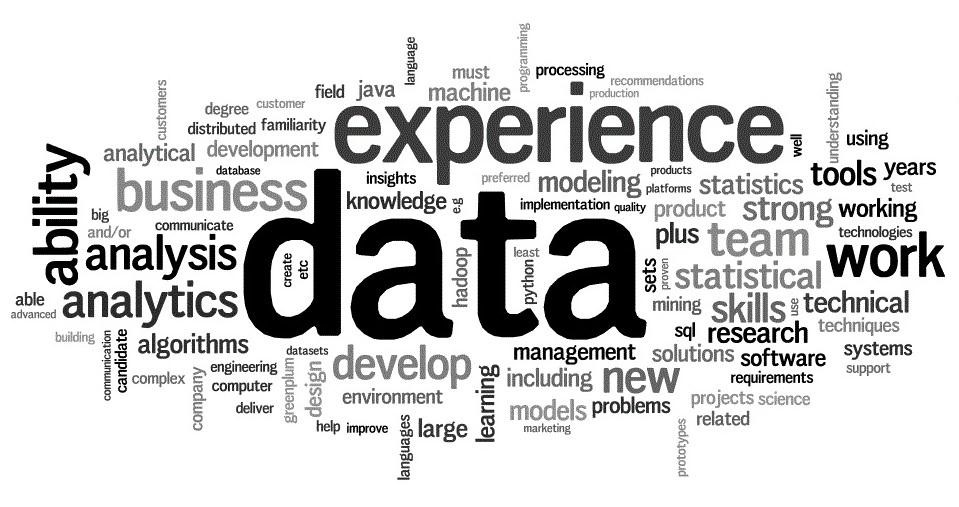 programming
language
must
processing
recommendations
field
java
machine
production
customers
degree
customer
experience
understanding
distributed
familiarity
well
using
analytical
development
ability
database
insights
preferred
modeling
products
platforms
statistics
tools
years
test
business
knowledge
e.g
implementation
quality
product
strong
working
big
and/or
communicate
data
plus
team
technologies
analysis
create
etc
hadoop
least
python
sets
proven
statistical
work
able
advanced
analytics
mining
skills
use
technical
building
communication
candidate
algorithms
sql
research
techniques
datasets
develop
management
solutions
software
systems
support
complex
company
engineering
computer
greenplum
design
environment
learning
including
new
requirements
deliver
models
problems
projects
science
help
improve
languages
large
marketing
related
prototypes